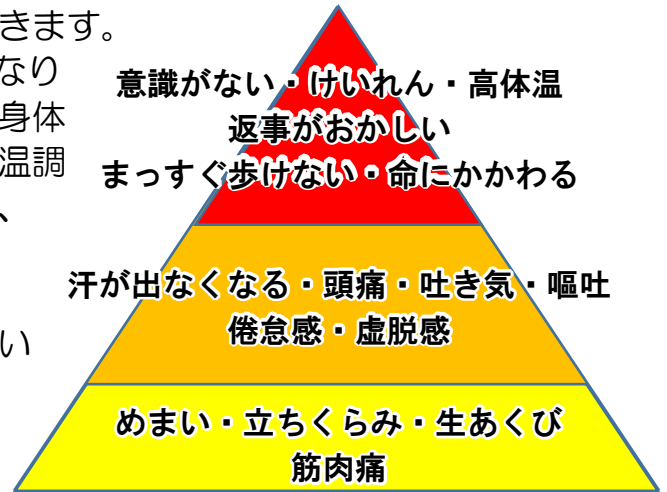 きます。
なり
身体
温調
、
い
意識がない・けいれん・高体温
返事がおかしい
まっすぐ歩けない・命にかかわる
汗が出なくなる・頭痛・吐き気・嘔吐
倦怠感・虚脱感
めまい・立ちくらみ・生あくび
筋肉痛